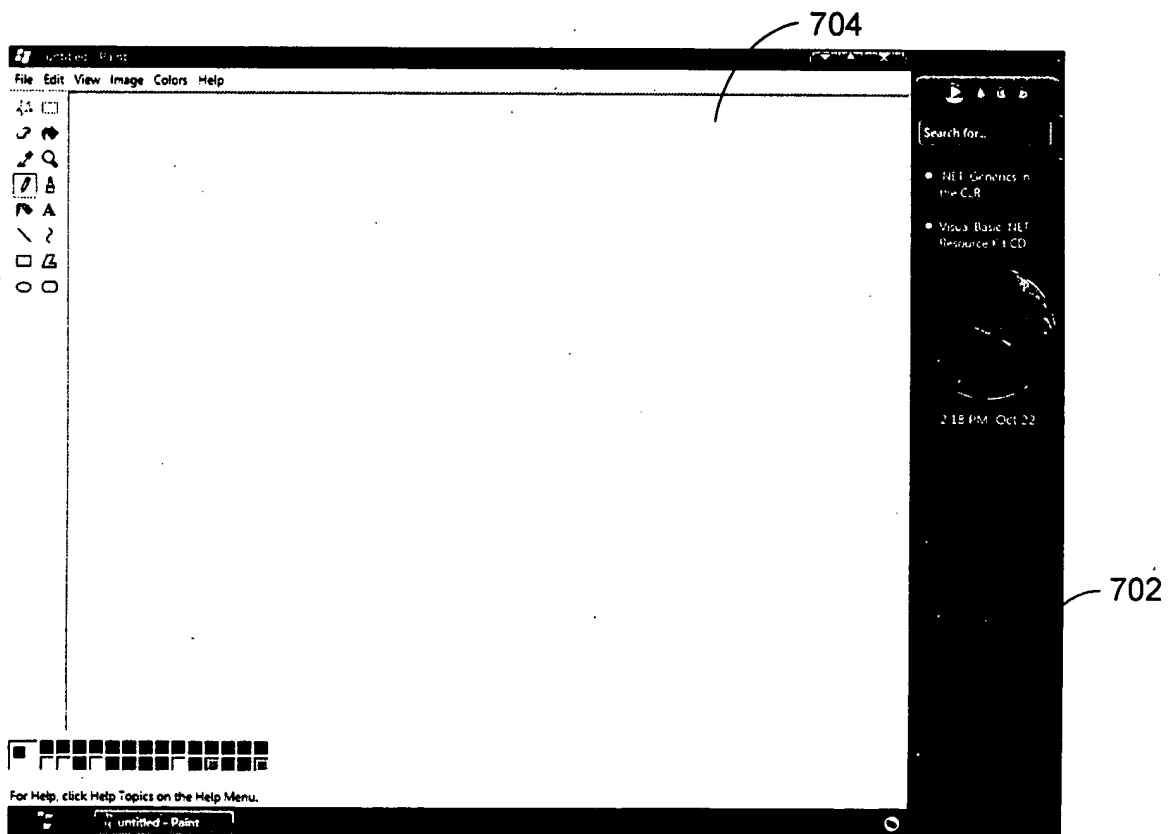 704
untitled - Paint
File Edit View Image Colors Help
Search for...
.NET Generics in
the CLR
Visual Basic .NET
Resource Kit CD
2:18 PM Oct 22
702
For Help, click Help Topics on the Help Menu.
untitled - Paint